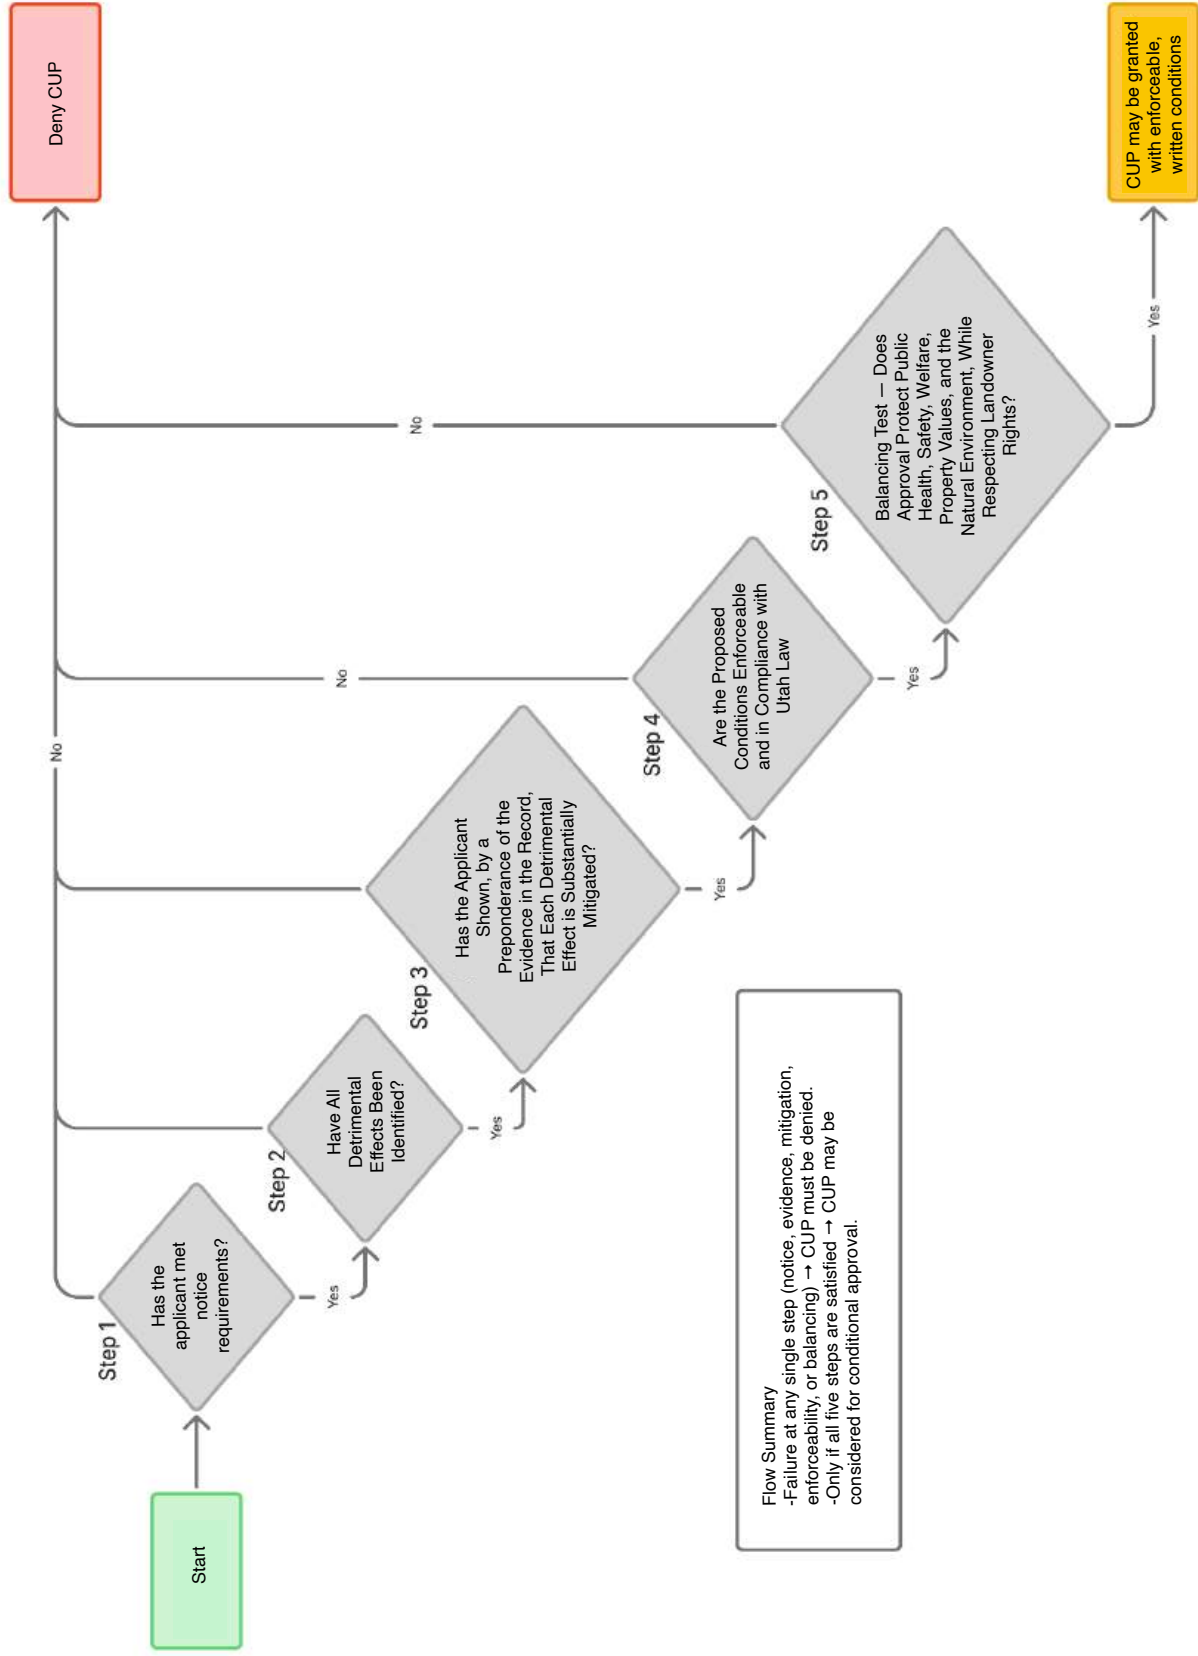 Start
Step 1
Has the
applicant met
notice
requirements?
Yes
No
Step 2
Have All
Detrimental
Effects Been
Identified?
Yes
Step 3
Has the Applicant
Shown, by a
Preponderance of the
Evidence in the Record,
That Each Detrimental
Effect is Substantially
Mitigated?
Yes
Step 4
Are the Proposed
Conditions Enforceable
and in Compliance with
Utah Law
No
Yes
Step 5
Balancing Test — Does
Approval Protect Public
Health, Safety, Welfare,
Property Values, and the
Natural Environment, While
Respecting Landowner
Rights?
No
Yes
Deny CUP
CUP may be granted
with enforceable,
written conditions
Flow Summary
-Failure at any single step (notice, evidence, mitigation,
enforceability, or balancing) → CUP must be denied.
-Only if all five steps are satisfied → CUP may be
considered for conditional approval.